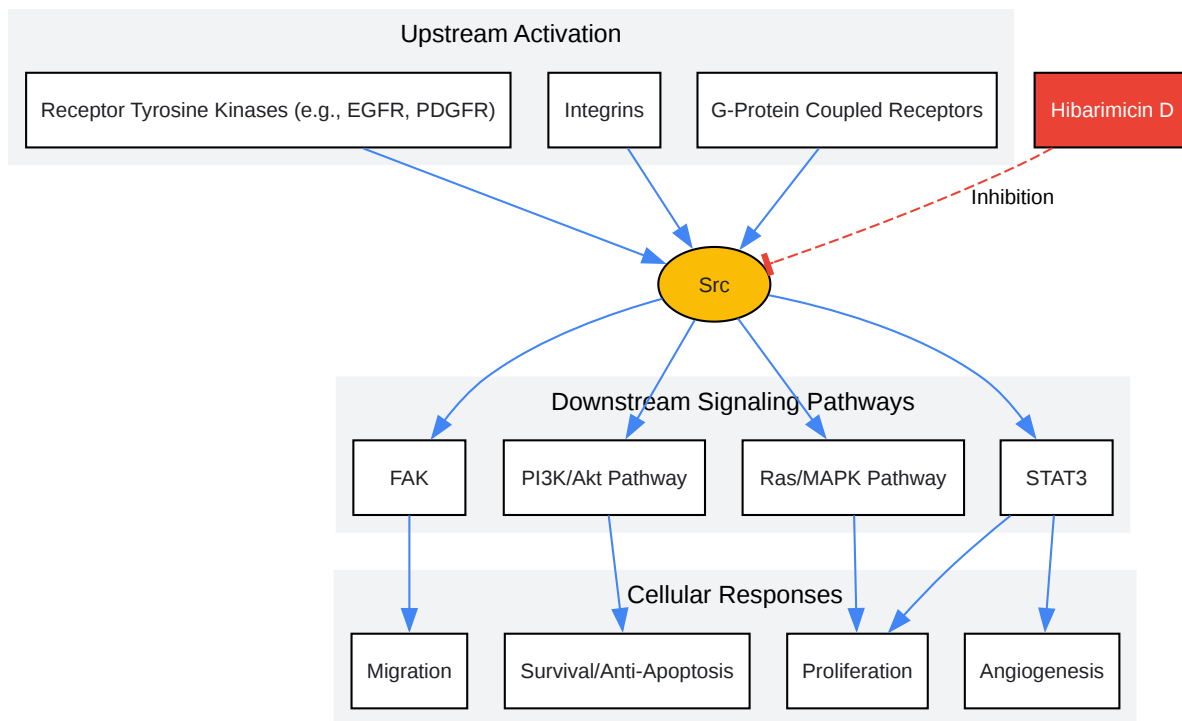 Upstream Activation
Receptor Tyrosine Kinases (e.g., EGFR, PDGFR)
Integrins
G-Protein Coupled Receptors
Hibarimicin D
Inhibition
Src
Downstream Signaling Pathways
FAK
PI3K/Akt Pathway
Ras/MAPK Pathway
STAT3
Cellular Responses
Migration
Survival/Anti-Apoptosis
Proliferation
Angiogenesis